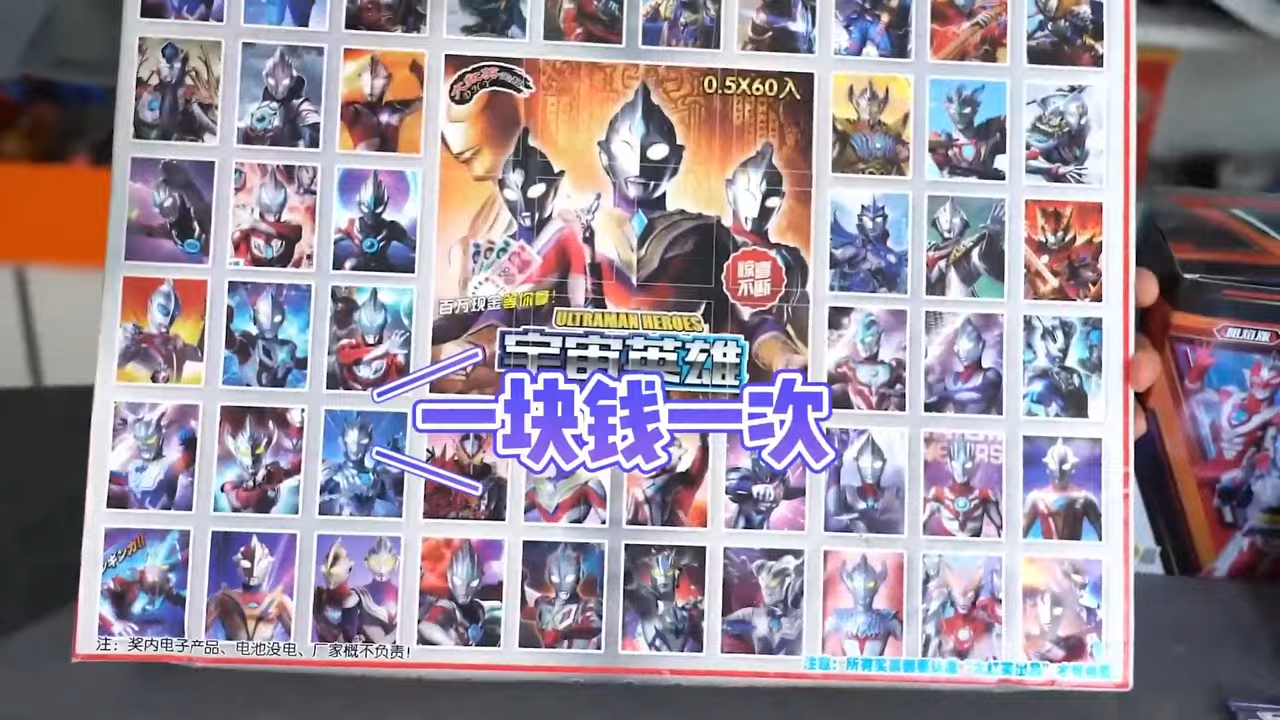 0.5X60入
惊喜
不断
百万现金等你拿!
ULTRAMAN HEROES
宇宙英雄
一块钱一次
注：奖内电子产品、电池没电、厂家概不负责!